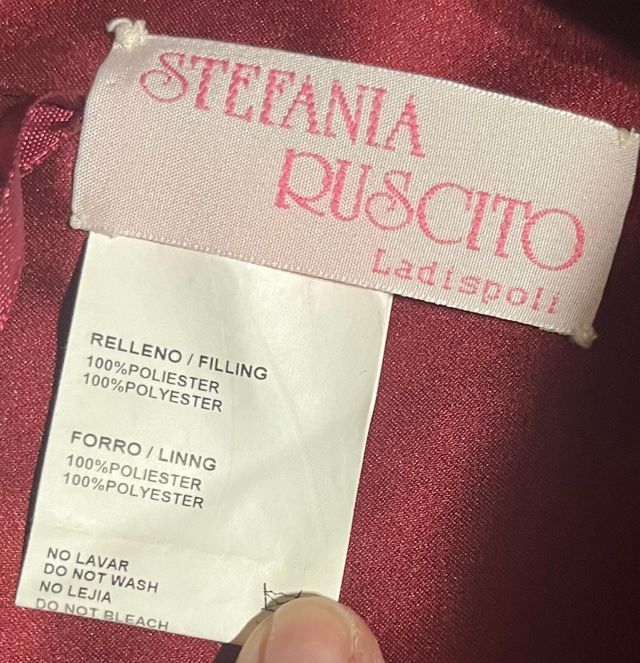 STEFANIA
RUSCITO
Ladispoli
RELLENO / FILLING
100%POLIESTER
100%POLYESTER
FORRO / LINNG
100%POLIESTER
100%POLYESTER
NO LAVAR
DO NOT WASH
NO LEJIA
DO NOT BLEACH